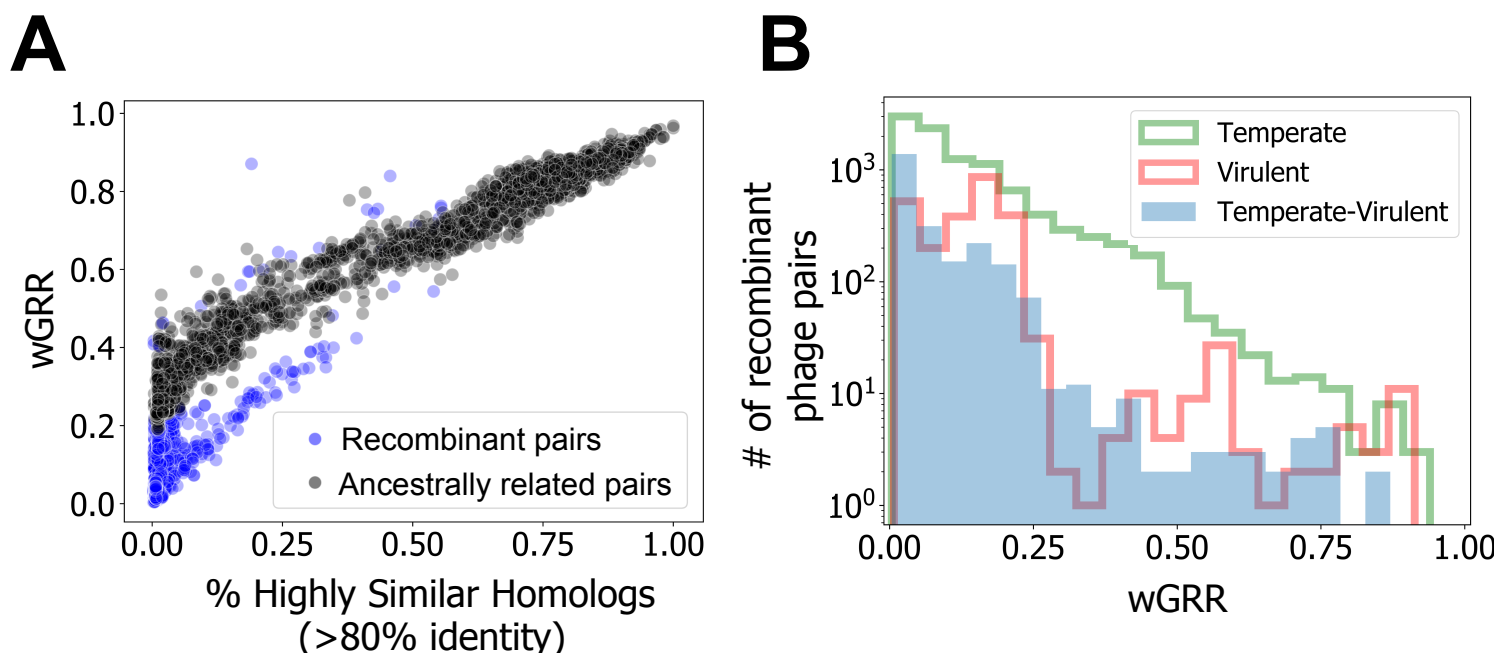 A
B
wGRR
1.0
0.8
0.6
0.4
0.2
0.0
Recombinant pairs
Ancestrally related pairs
0.00 0.25 0.50 0.75 1.00
% Highly Similar Homologs
(>80% identity)
# of recombinant
phage pairs
10³
10²
10¹
10⁰
Temperate
Virulent
Temperate-Virulent
0.00 0.25 0.50 0.75 1.00
wGRR